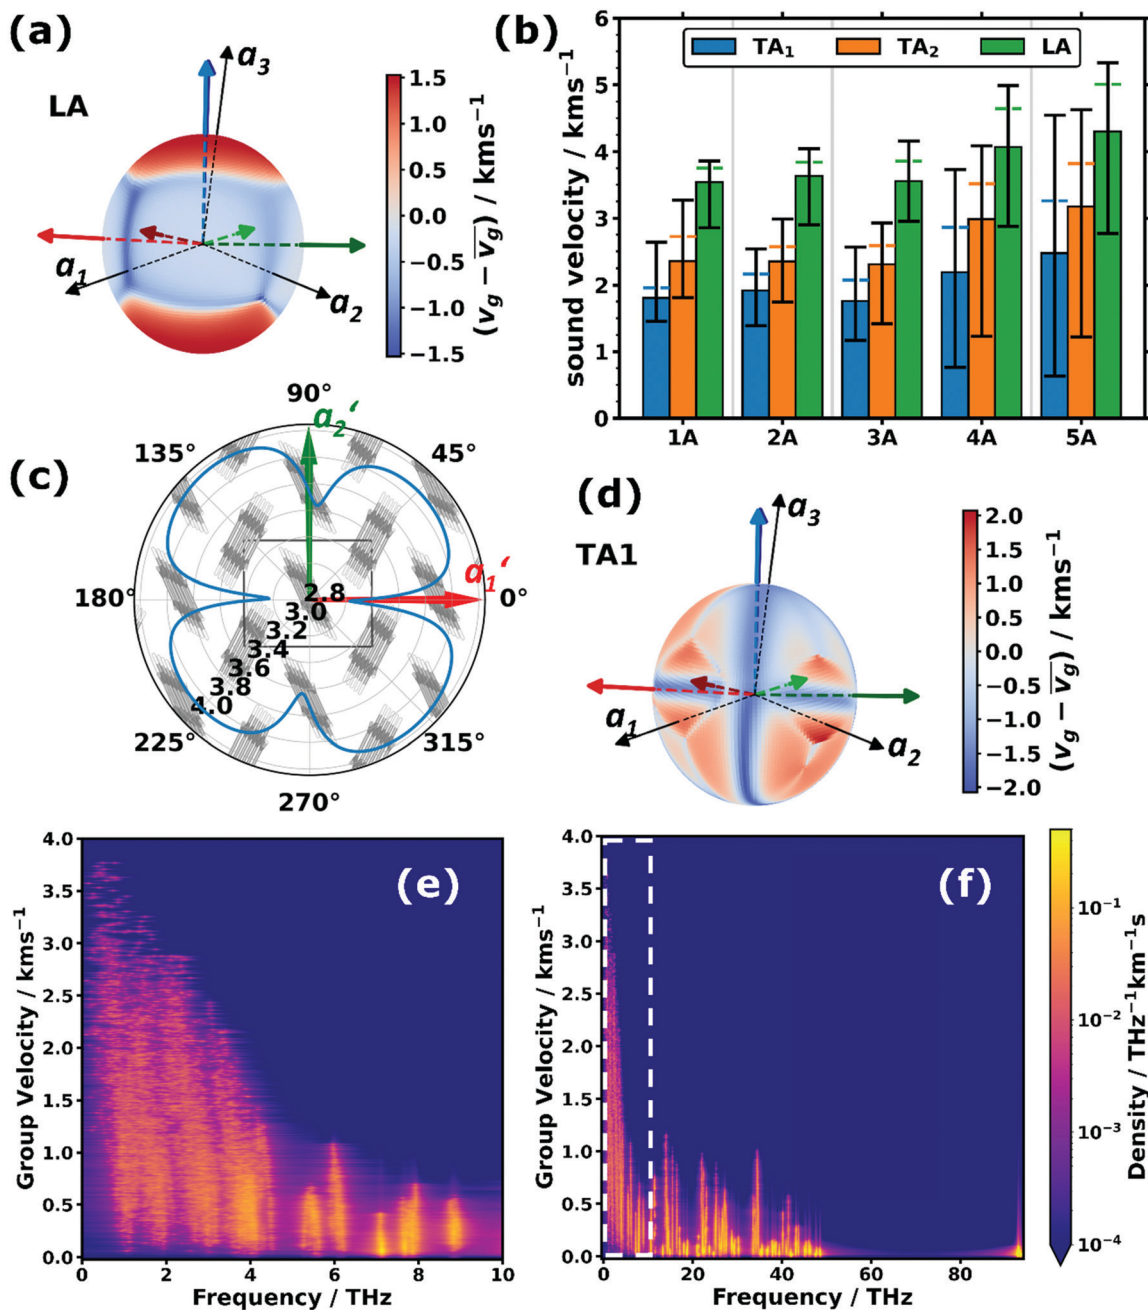 (a)
a3
LA
a1
a2
1.5
1.0
0.5
0.0
−0.5
−1.0
−1.5
(vg − vg) / kms−1
(b)
TA1 TA2 LA
6
5
4
3
2
1
0
sound velocity / kms−1
1A 2A 3A 4A 5A
(c)
90°
a2‘
135° 45°
180° a1‘ 0°
2.8
3.0
3.2
3.4
3.6
3.8
4.0
225° 315°
270°
(d)
a3
TA1
a1
a2
2.0
1.5
1.0
0.5
0.0
−0.5
−1.0
−1.5
−2.0
(vg − vg) / kms−1
(e)
4.0
3.5
3.0
2.5
2.0
1.5
1.0
0.5
0.0
Group Velocity / kms−1
0 2 4 6 8 10
Frequency / THz
(f)
4.0
3.5
3.0
2.5
2.0
1.5
1.0
0.5
0.0
Group Velocity / kms−1
0 20 40 60 80
Frequency / THz
10−1
10−2
10−3
10−4
Density / THz−1km−1s